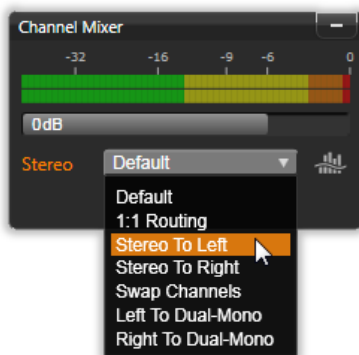 Channel Mixer
-32 -16 -9 -6 0
0dB
Stereo Default
Default
1:1 Routing
Stereo To Left
Stereo To Right
Swap Channels
Left To Dual-Mono
Right To Dual-Mono